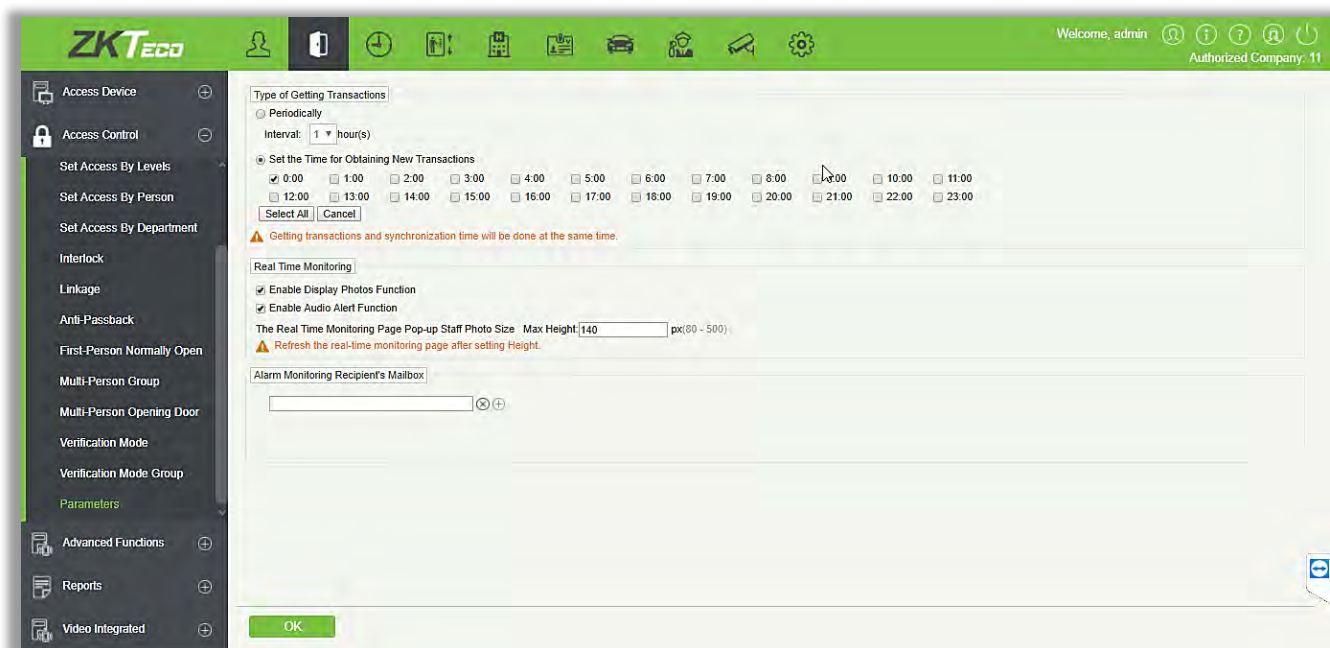 ZKTECO
Welcome, admin
Authorized Company: 11
Access Device
Access Control
Set Access By Levels
Set Access By Person
Set Access By Department
Interlock
Linkage
Anti-Passback
First-Person Normally Open
Multi-Person Group
Multi-Person Opening Door
Verification Mode
Verification Mode Group
Parameters
Advanced Functions
Reports
Video Integrated
Type of Getting Transactions
Periodically
Interval: 1 hour(s)
Set the Time for Obtaining New Transactions
0:00 1:00 2:00 3:00 4:00 5:00 6:00 7:00 8:00 10:00 11:00
12:00 13:00 14:00 15:00 16:00 17:00 18:00 19:00 20:00 21:00 22:00 23:00
Select All Cancel
Getting transactions and synchronization time will be done at the same time.
Real Time Monitoring
Enable Display Photos Function
Enable Audio Alert Function
The Real Time Monitoring Page Pop-up Staff Photo Size Max Height: 140 px(80 - 500)
Refresh the real-time monitoring page after setting Height.
Alarm Monitoring Recipient's Mailbox
OK